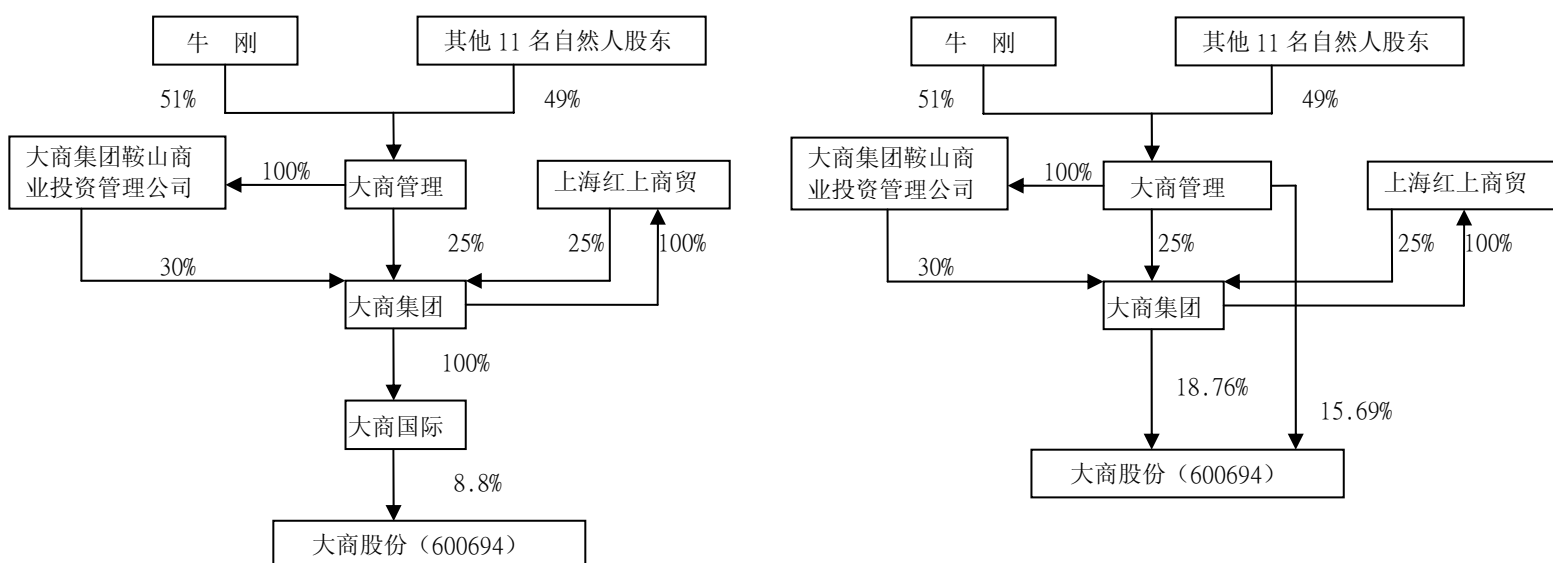 牛 刚
其他 11 名自然人股东
51%
49%
大商集团鞍山商
业投资管理公司
100%
大商管理
上海红上商贸
25%
25%
100%
30%
大商集团
100%
大商国际
8.8%
大商股份（600694）
牛 刚
其他 11 名自然人股东
51%
49%
大商集团鞍山商
业投资管理公司
100%
大商管理
上海红上商贸
25%
25%
100%
30%
大商集团
18.76%
15.69%
大商股份（600694）